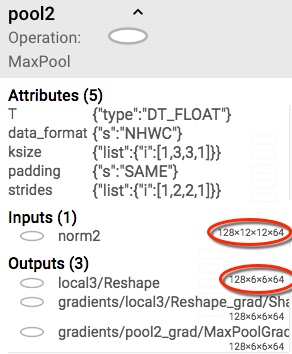 pool2
Operation:
MaxPool
Attributes (5)
T {"type":"DT_FLOAT"}
data_format {"s":"NHWC"}
ksize {"list":{"i":[1,3,3,1]}}
padding {"s":"SAME"}
strides {"list":{"i":[1,2,2,1]}}
Inputs (1)
norm2 128×12×12×64
Outputs (3)
local3/Reshape 128×6×6×64
gradients/local3/Reshape_grad/Sha
128×6×6×64
gradients/pool2_grad/MaxPoolGrad
128×6×6×64